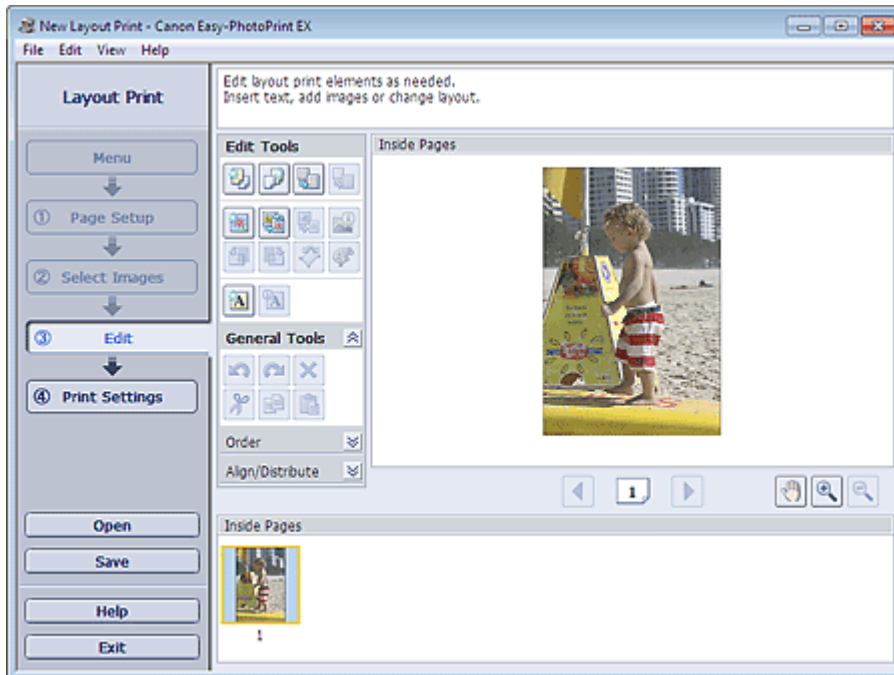 New Layout Print - Canon Easy-PhotoPrint EX
File Edit View Help
Layout Print
Edit layout print elements as needed.
Insert text, add images or change layout.
Menu
① Page Setup
② Select Images
③ Edit
④ Print Settings
Open
Save
Help
Exit
Edit Tools
A A
General Tools
Order
Align/Distribute
Inside Pages
1
Inside Pages
1